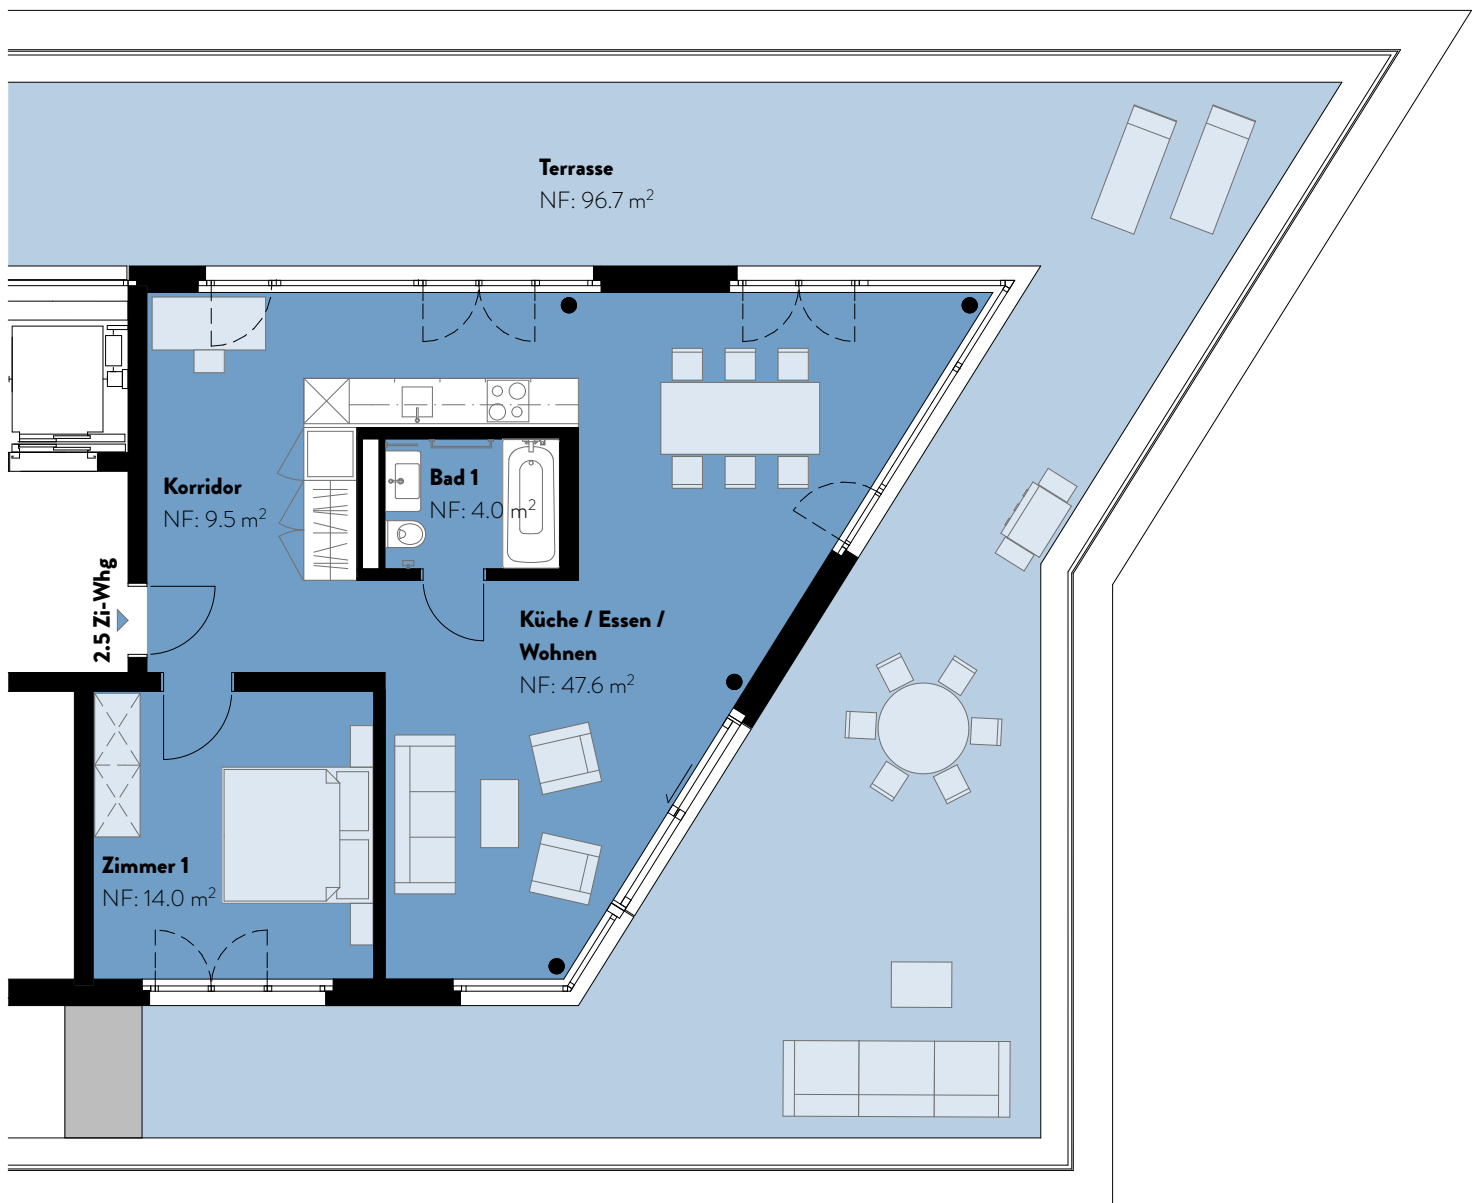 Terrasse
NF: 96.7 m²
Korridor
NF: 9.5 m²
Bad 1
NF: 4.0 m²
2.5 Zi-Whg
Küche / Essen /
Wohnen
NF: 47.6 m²
Zimmer 1
NF: 14.0 m²